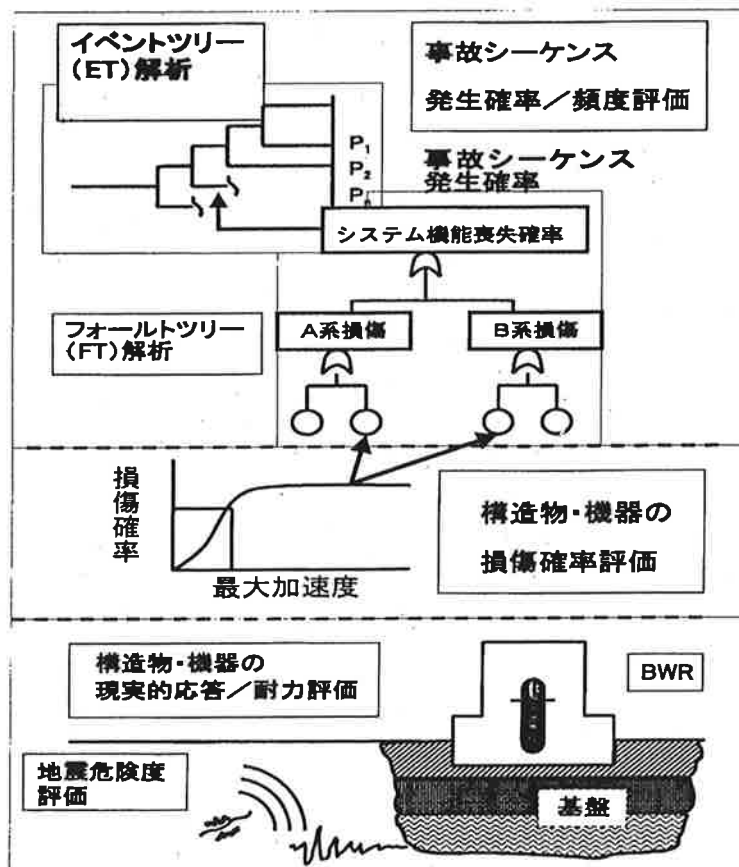 イベントツリー
(ET)解析
事故シーケンス
発生確率／頻度評価
P1
P2
事故シーケンス
発生確率
システム機能喪失確率
フォールトツリー
(FT)解析
A系損傷
B系損傷
損傷確率
最大加速度
構造物・機器の
損傷確率評価
構造物・機器の
現実的応答／耐力評価
BWR
地震危険度
評価
基盤